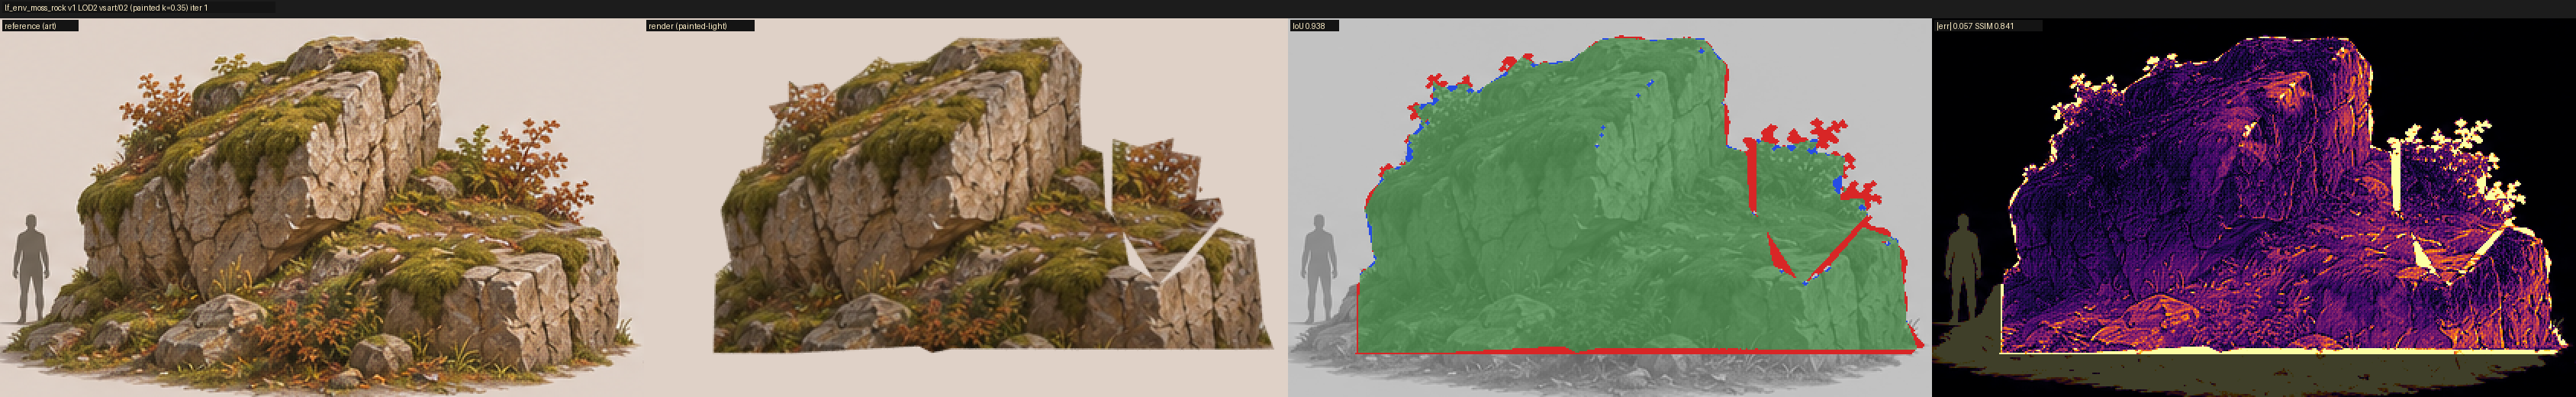 tf_env_moss_rock v1 LOD2 vs art/02 (painted k=0.35) iter 1
reference (art)
render (painted-light)
IoU 0.938
|err| 0.057 SSIM 0.841